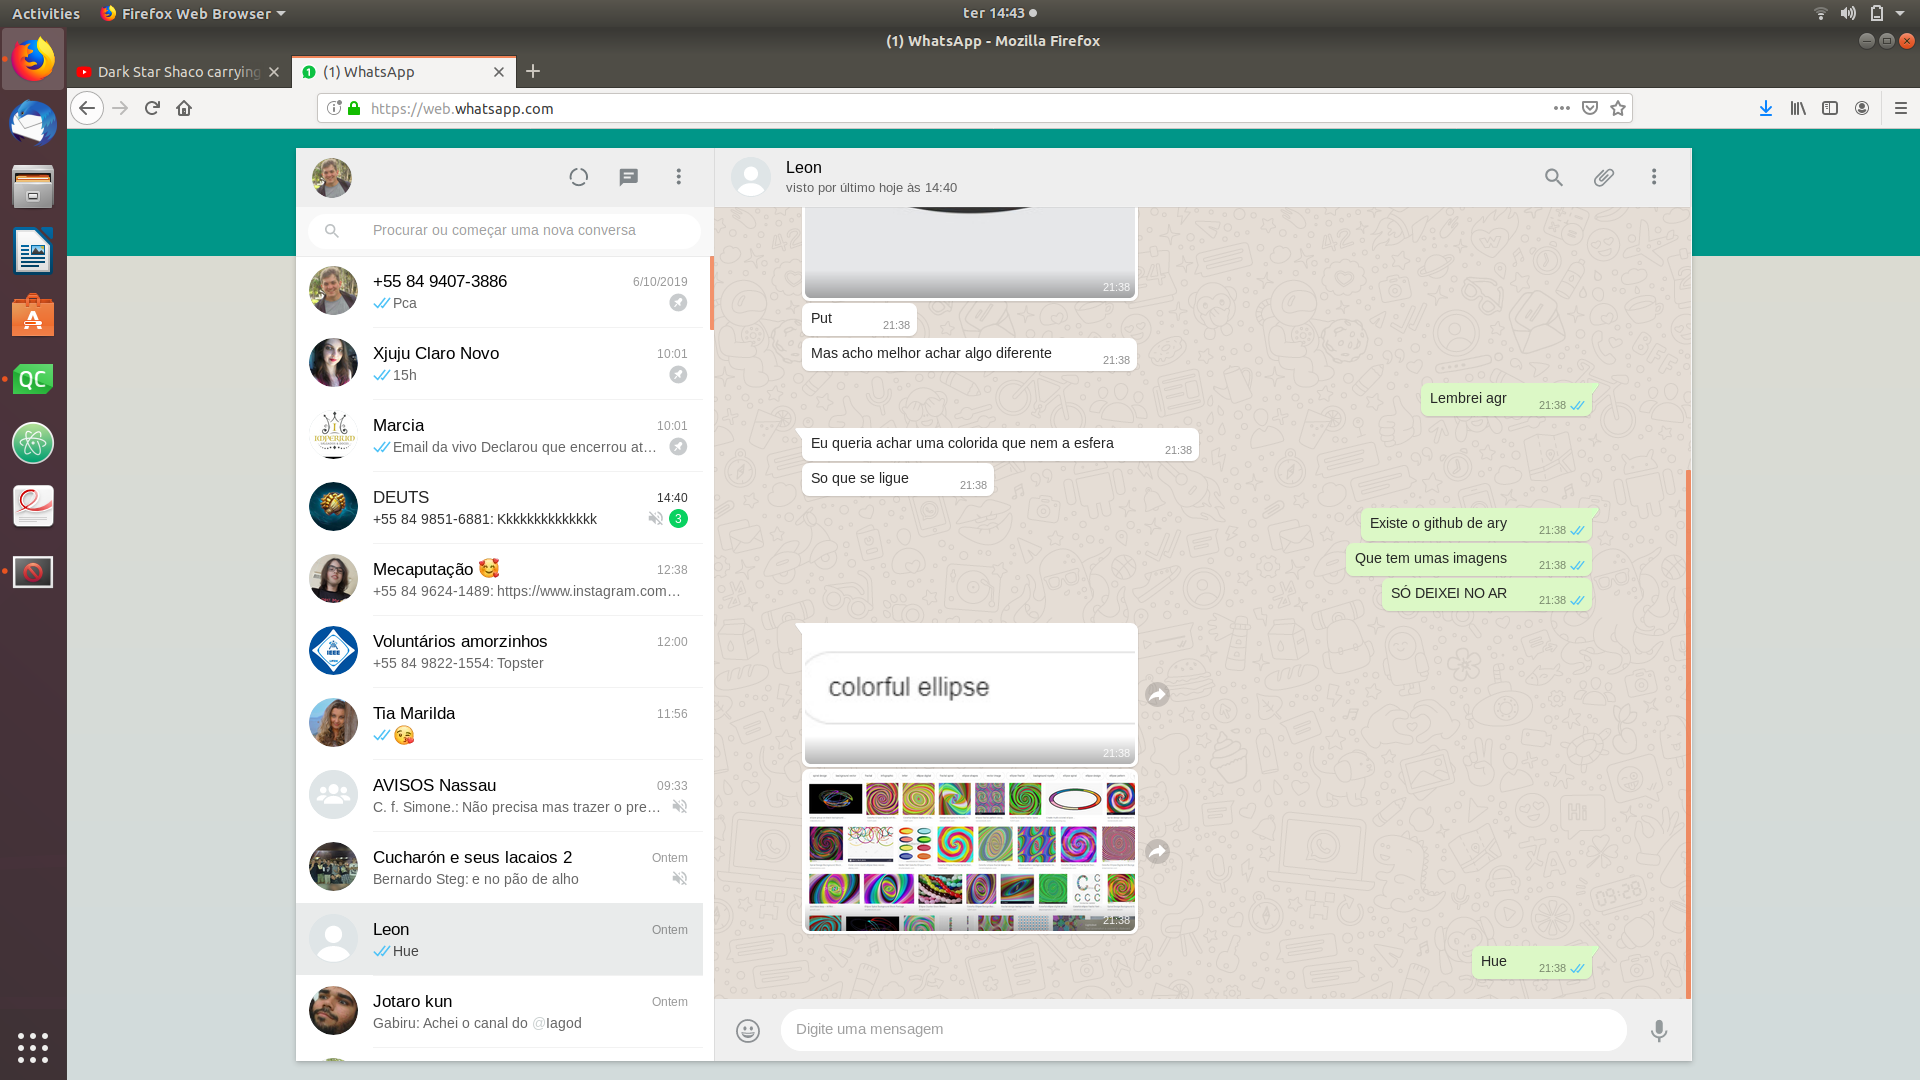 Activities
Firefox Web Browser
ter 14:43
(1) WhatsApp - Mozilla Firefox
Dark Star Shaco carrying
(1) WhatsApp
https://web.whatsapp.com
Leon
visto por último hoje às 14:40
Procurar ou começar uma nova conversa
+55 84 9407-3886
6/10/2019
Pca
Xjuju Claro Novo
10:01
15h
Marcia
10:01
Email da vivo Declarou que encerrou at…
DEUTS
14:40
+55 84 9851-6881: Kkkkkkkkkkkkkk
3
Mecaputação 🥰
12:38
+55 84 9624-1489: https://www.instagram.com…
Voluntários amorzinhos
12:00
+55 84 9822-1554: Topster
Tia Marilda
11:56
😘
AVISOS Nassau
09:33
C. f. Simone.: Não precisa mas trazer o pre…
Cucharón e seus lacaios 2
Ontem
Bernardo Steg: e no pão de alho
Leon
Ontem
Hue
Jotaro kun
Ontem
Gabiru: Achei o canal do @Iagod
21:38
Put
21:38
Mas acho melhor achar algo diferente
21:38
Lembrei agr
21:38
Eu queria achar uma colorida que nem a esfera
21:38
So que se ligue
21:38
Existe o github de ary
21:38
Que tem umas imagens
21:38
SÓ DEIXEI NO AR
21:38
colorful ellipse
21:38
21:38
Hue
21:38
Digite uma mensagem